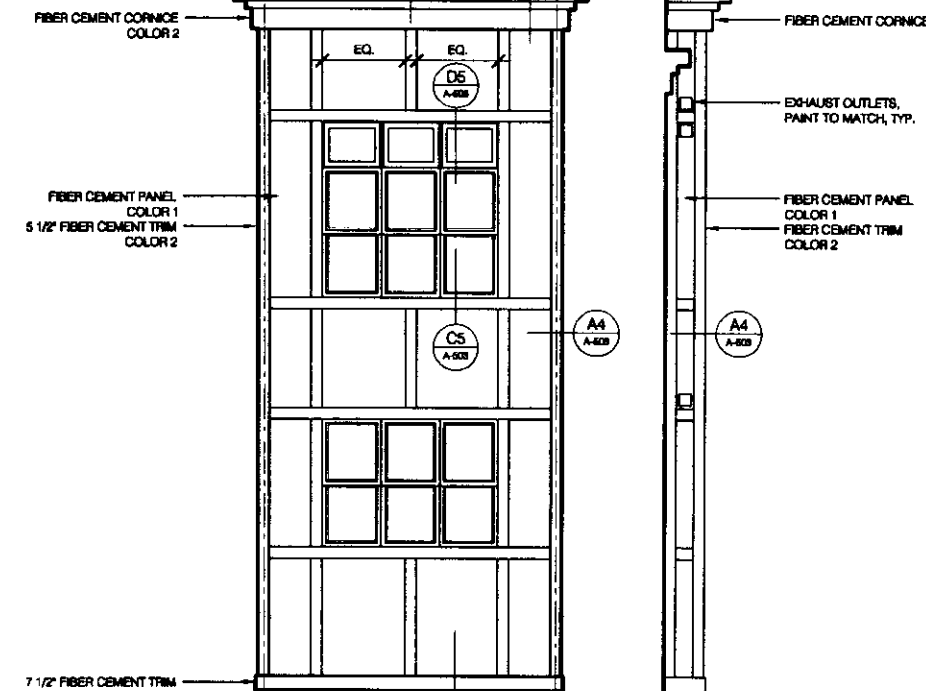 FIBER CEMENT CORNICE
COLOR 2
FIBER CEMENT CORNICE
EQ.
EQ.
D5
A-503
EXHAUST OUTLETS,
PAINT TO MATCH, TYP.
FIBER CEMENT PANEL
COLOR 1
5 1/2" FIBER CEMENT TRIM
COLOR 2
FIBER CEMENT PANEL
COLOR 1
FIBER CEMENT TRIM
COLOR 2
C5
A-503
A4
A-503
A4
A-503
7 1/2" FIBER CEMENT TRIM